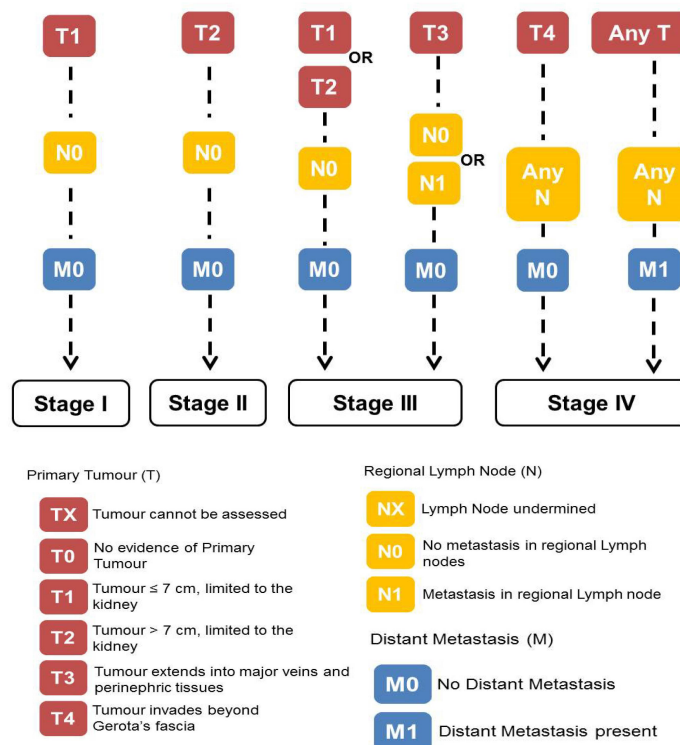 T1 T2 T1 T3 T4 Any T
OR
T2
N0 N0 N0 N0 Any Any
OR
N1 N N
M0 M0 M0 M0 M0 M1
Stage I Stage II Stage III Stage IV
Primary Tumour (T)
TX Tumour cannot be assessed
T0 No evidence of Primary
Tumour
T1 Tumour ≤ 7 cm, limited to the
kidney
T2 Tumour > 7 cm, limited to the
kidney
T3 Tumour extends into major veins and
perinephric tissues
T4 Tumour invades beyond
Gerota's fascia
Regional Lymph Node (N)
NX Lymph Node undermined
N0 No metastasis in regional Lymph
nodes
N1 Metastasis in regional Lymph node
Distant Metastasis (M)
M0 No Distant Metastasis
M1 Distant Metastasis present